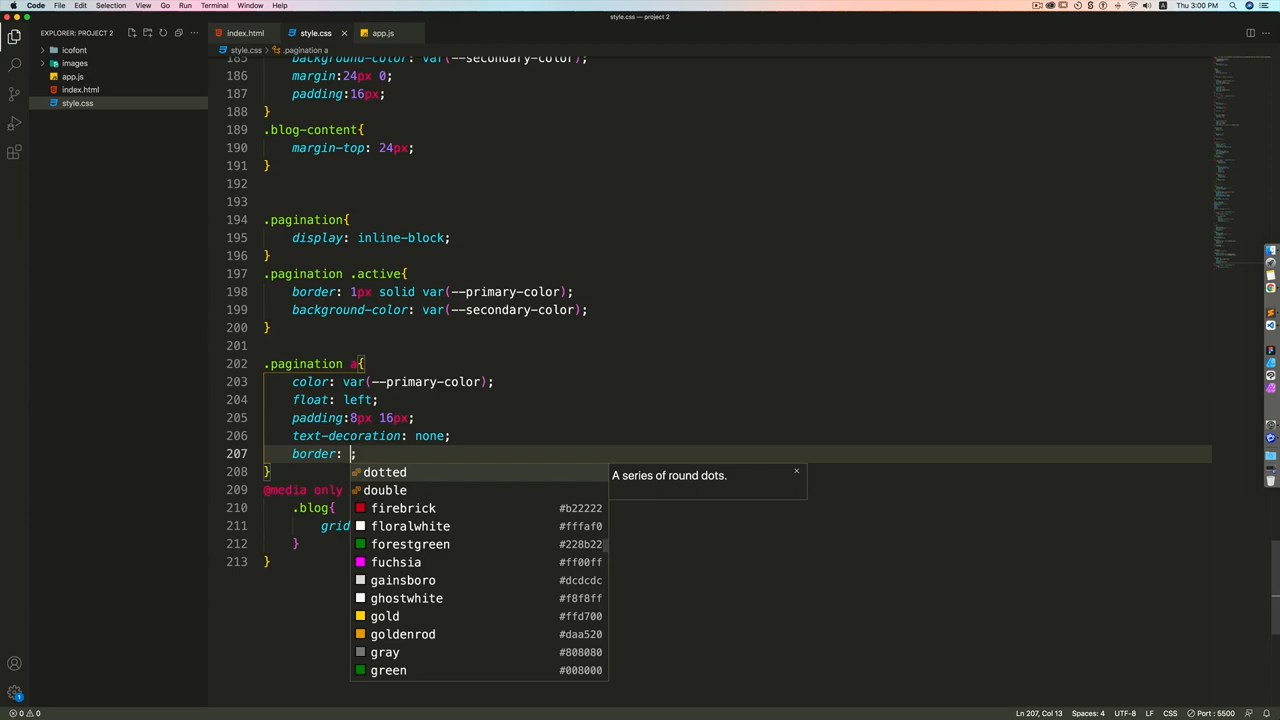 Code File Edit Selection View Go Run Terminal Window Help
Thu 3:00 PM
style.css — project 2
EXPLORER: PROJECT 2
icofont
images
app.js
index.html
style.css
index.html style.css × app.js
style.css > .pagination a
185 background-color: var(--secondary-color);
186 margin:24px 0;
187 padding:16px;
188 }
189 .blog-content{
190 margin-top: 24px;
191 }
192
193
194 .pagination{
195 display: inline-block;
196 }
197 .pagination .active{
198 border: 1px solid var(--primary-color);
199 background-color: var(--secondary-color);
200 }
201
202 .pagination a{
203 color: var(--primary-color);
204 float: left;
205 padding:8px 16px;
206 text-decoration: none;
207 border: ;
208 }
209 @media only
210 .blog{
211 grid
212 }
213 }
dotted
double
firebrick #b22222
floralwhite #fffaf0
forestgreen #228b22
fuchsia #ff00ff
gainsboro #dcdcdc
ghostwhite #f8f8ff
gold #ffd700
goldenrod #daa520
gray #808080
green #008000
A series of round dots. ×
0 0
Ln 207, Col 13 Spaces: 4 UTF-8 LF CSS Port : 5500